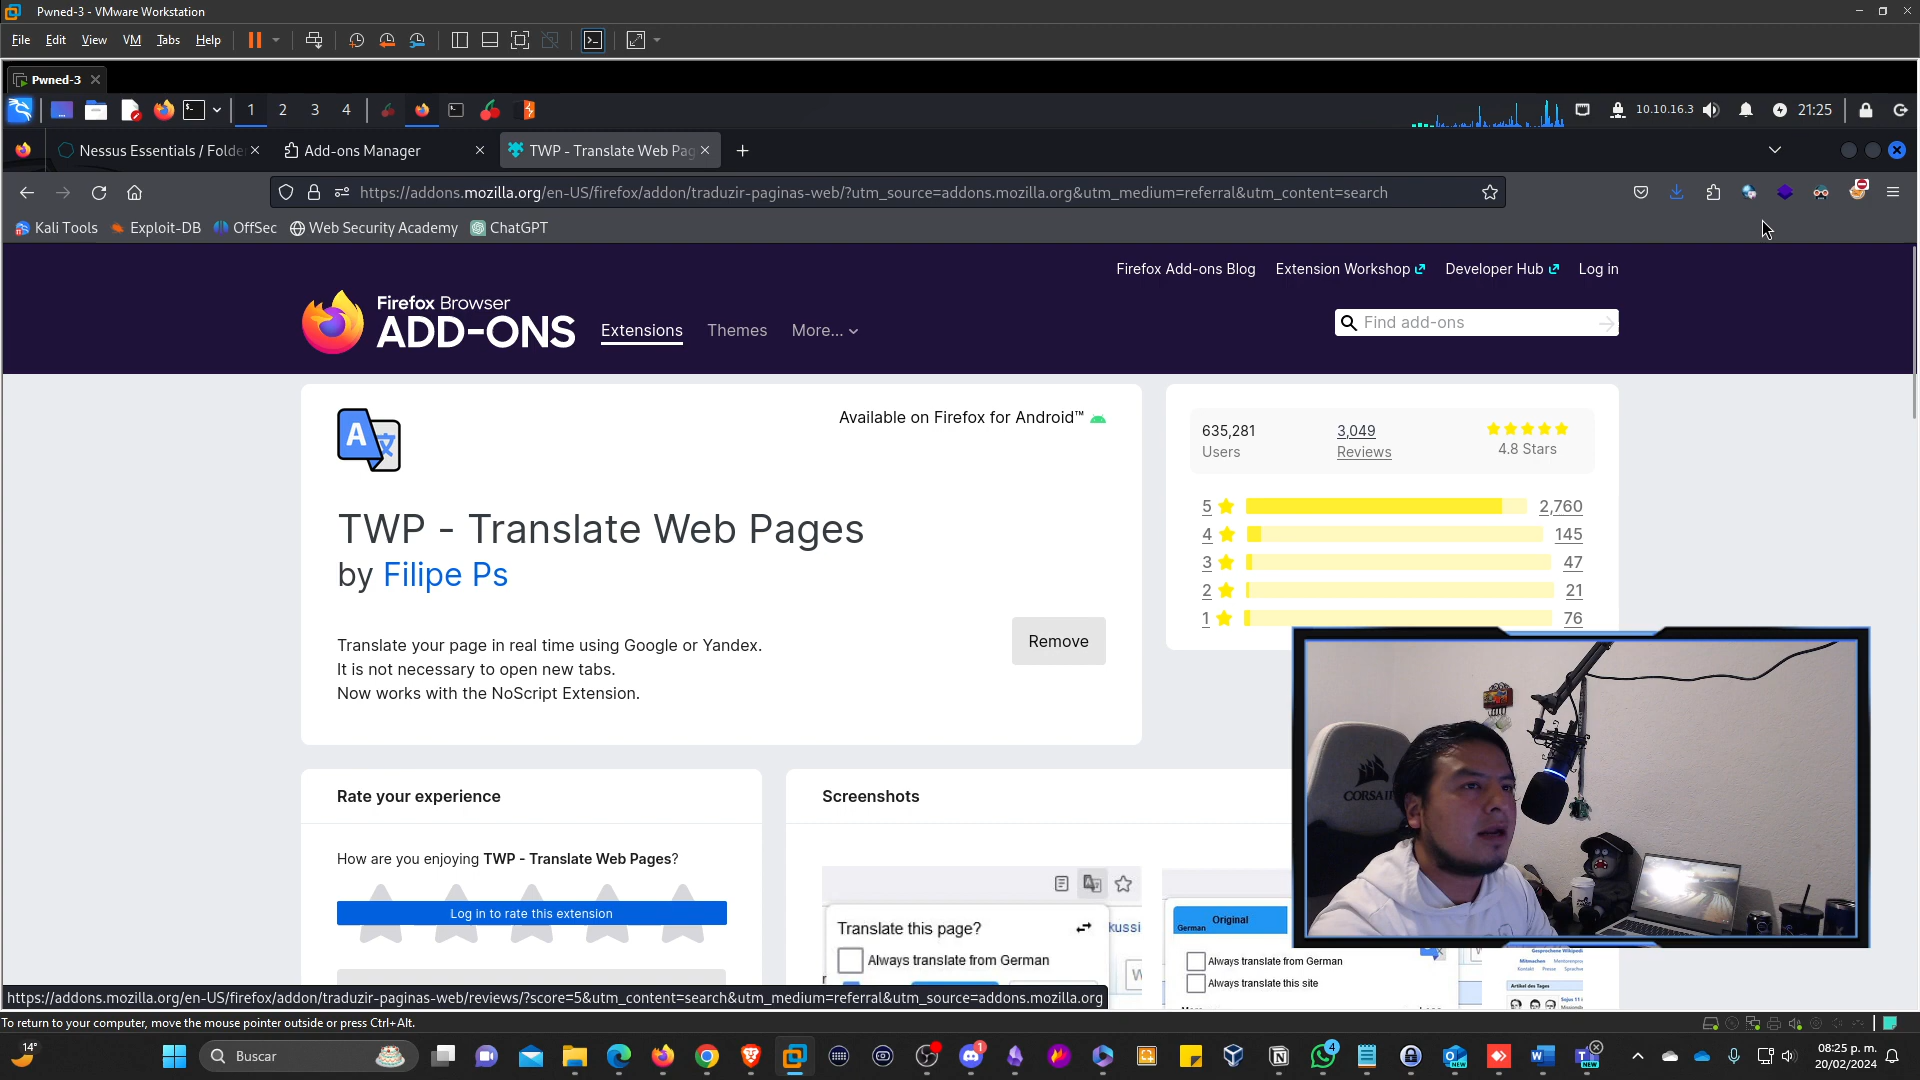 Pwned-3 - VMware Workstation
File Edit View VM Tabs Help
Pwned-3
1 2 3 4
10.10.16.3
21:25
Nessus Essentials / Folde
Add-ons Manager
TWP - Translate Web Pag
https://addons.mozilla.org/en-US/firefox/addon/traduzir-paginas-web/?utm_source=addons.mozilla.org&utm_medium=referral&utm_content=search
Kali Tools Exploit-DB OffSec Web Security Academy ChatGPT
Firefox Add-ons Blog Extension Workshop Developer Hub Log in
Firefox Browser
ADD-ONS
Extensions Themes More...
Find add-ons
Available on Firefox for Android™
TWP - Translate Web Pages
by Filipe Ps
Translate your page in real time using Google or Yandex.
It is not necessary to open new tabs.
Now works with the NoScript Extension.
Remove
635,281
Users
3,049
Reviews
4.8 Stars
5 2,760
4 145
3 47
2 21
1 76
Rate your experience
How are you enjoying TWP - Translate Web Pages?
Log in to rate this extension
Screenshots
Translate this page?
Always translate from German
kussi
Original
German
Always translate from German
Always translate this site
Artikel des Tages
CORSAIR
https://addons.mozilla.org/en-US/firefox/addon/traduzir-paginas-web/reviews/?score=5&utm_content=search&utm_medium=referral&utm_source=addons.mozilla.org
To return to your computer, move the mouse pointer outside or press Ctrl+Alt.
14°
Buscar
1
4
NEW
NEW
08:25 p. m.
20/02/2024